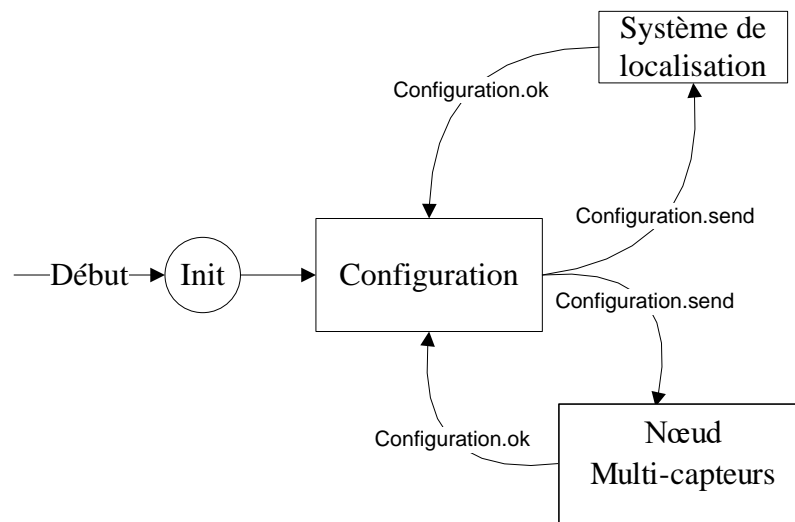 Système de
localisation
Configuration.ok
Configuration.send
Début
Init
Configuration
Configuration.send
Configuration.ok
Nœud
Multi-capteurs